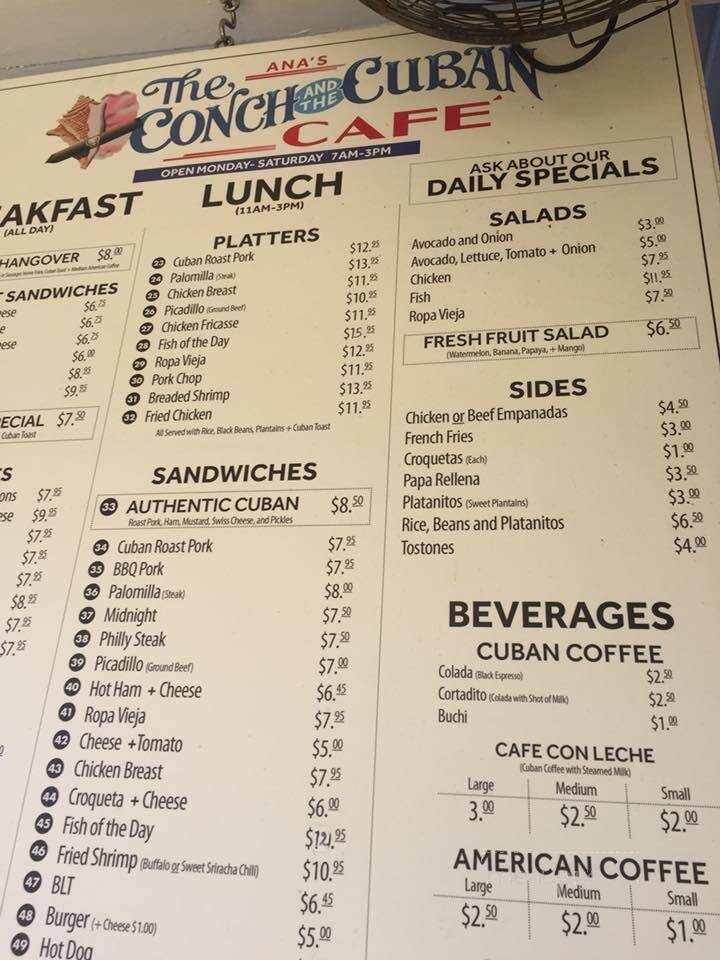 ANA'S
The CONCH AND THE CUBAN
CAFÉ
OPEN MONDAY- SATURDAY 7AM-3PM
AKFAST
(ALL DAY)
HANGOVER $8.00
SANDWICHES
ese $6.75
e $6.75
ese $6.75
$6.00
$8.95
$9.95
ECIAL $7.50
Cuban Toast
S
ons $7.95
ese $9.95
$7.95
$7.95
$7.95
$8.95
$7.95
$7.95
LUNCH
(11AM-3PM)
PLATTERS
23 Cuban Roast Pork $12.95
24 Palomilla (Steak) $13.95
25 Chicken Breast $11.95
26 Picadillo (Ground Beef) $10.95
27 Chicken Fricasse $11.95
28 Fish of the Day $15.95
29 Ropa Vieja $12.95
30 Pork Chop $11.95
31 Breaded Shrimp $13.95
32 Fried Chicken $11.95
All Served with Rice, Black Beans, Plantains + Cuban Toast
SANDWICHES
33 AUTHENTIC CUBAN $8.50
Roast Pork, Ham, Mustard, Swiss Cheese, and Pickles
34 Cuban Roast Pork $7.95
35 BBQ Pork $7.95
36 Palomilla (Steak) $8.00
37 Midnight $7.50
38 Philly Steak $7.50
39 Picadillo (Ground Beef) $7.00
40 Hot Ham + Cheese $6.45
41 Ropa Vieja $7.95
42 Cheese +Tomato $5.00
43 Chicken Breast $7.95
44 Croqueta + Cheese $6.00
45 Fish of the Day $12.95
46 Fried Shrimp (Buffalo or Sweet Sriracha Chili) $10.95
47 BLT $6.45
48 Burger (+ Cheese $1.00) $5.00
49 Hot Dog
ASK ABOUT OUR
DAILY SPECIALS
SALADS
Avocado and Onion $3.00
Avocado, Lettuce, Tomato + Onion $5.00
Chicken $7.95
Fish $11.95
Ropa Vieja $7.50
FRESH FRUIT SALAD $6.50
(Watermelon, Banana, Papaya, + Mango)
SIDES
Chicken or Beef Empanadas $4.50
French Fries $3.00
Croquetas (Each) $1.00
Papa Rellena $3.50
Platanitos (Sweet Plantains) $3.00
Rice, Beans and Platanitos $6.50
Tostones $4.00
BEVERAGES
CUBAN COFFEE
Colada (Black Espresso) $2.50
Cortadito (Colada with Shot of Milk) $2.50
Buchi $1.00
CAFE CON LECHE
(Cuban Coffee with Steamed Milk)
Large Medium Small
3.00 $2.50 $2.00
AMERICAN COFFEE
Large Medium Small
$2.50 $2.00 $1.00